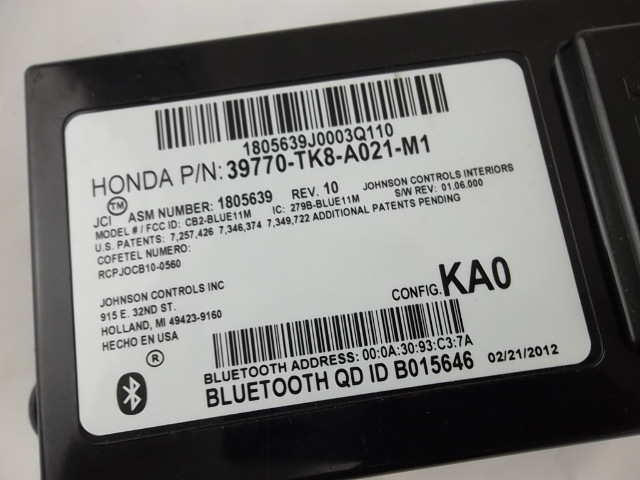 1805639J0003Q110
HONDA P/N: 39770-TK8-A021-M1
JCI TM ASM NUMBER: 1805639 REV. 10 JOHNSON CONTROLS INTERIORS
MODEL # / FCC ID: CB2-BLUE11M IC: 279B-BLUE11M S/W REV: 01.06.000
U.S. PATENTS: 7,257,426 7,346,374 7,349,722 ADDITIONAL PATENTS PENDING
COFETEL NUMERO:
RCPJOCB10-0560
JOHNSON CONTROLS INC
915 E. 32ND ST.
HOLLAND, MI 49423-9160
HECHO EN USA
CONFIG. KA0
®
BLUETOOTH ADDRESS: 00:0A:30:93:C3:7A
BLUETOOTH QD ID B015646 02/21/2012